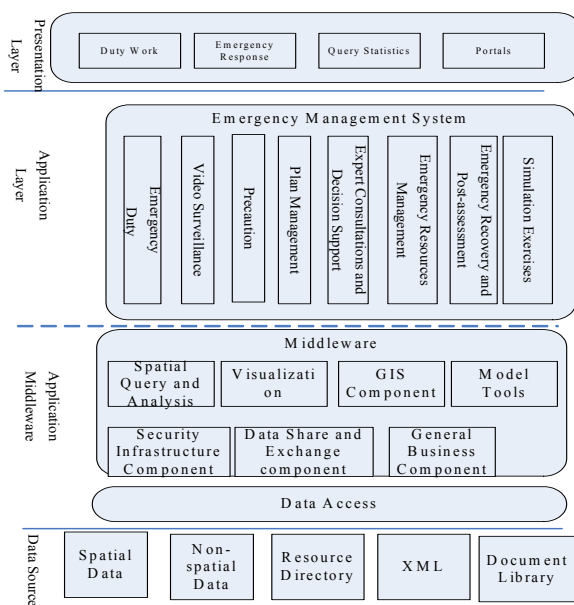 Presentation
Layer
Duty Work
Emergency
Response
Query Statistics
Portals
Application
Layer
Emergency Management System
Emergency
Duty
Video Surveillance
Precaution
Plan Management
Expert Consultations and
Decision Support
Emergency Resources
Management
Emergency Recovery and
Post-assessment
Simulation Exercises
Application
Middleware
Middleware
Spatial
Query and
Analysis
Visualizati
on
GIS
Component
Model
Tools
Security
Infrastructure
Component
Data Share and
Exchange
component
General
Business
Component
Data Access
Data Source
Spatial
Data
Non-
spatial
Data
Resource
Directory
XML
Document
Library